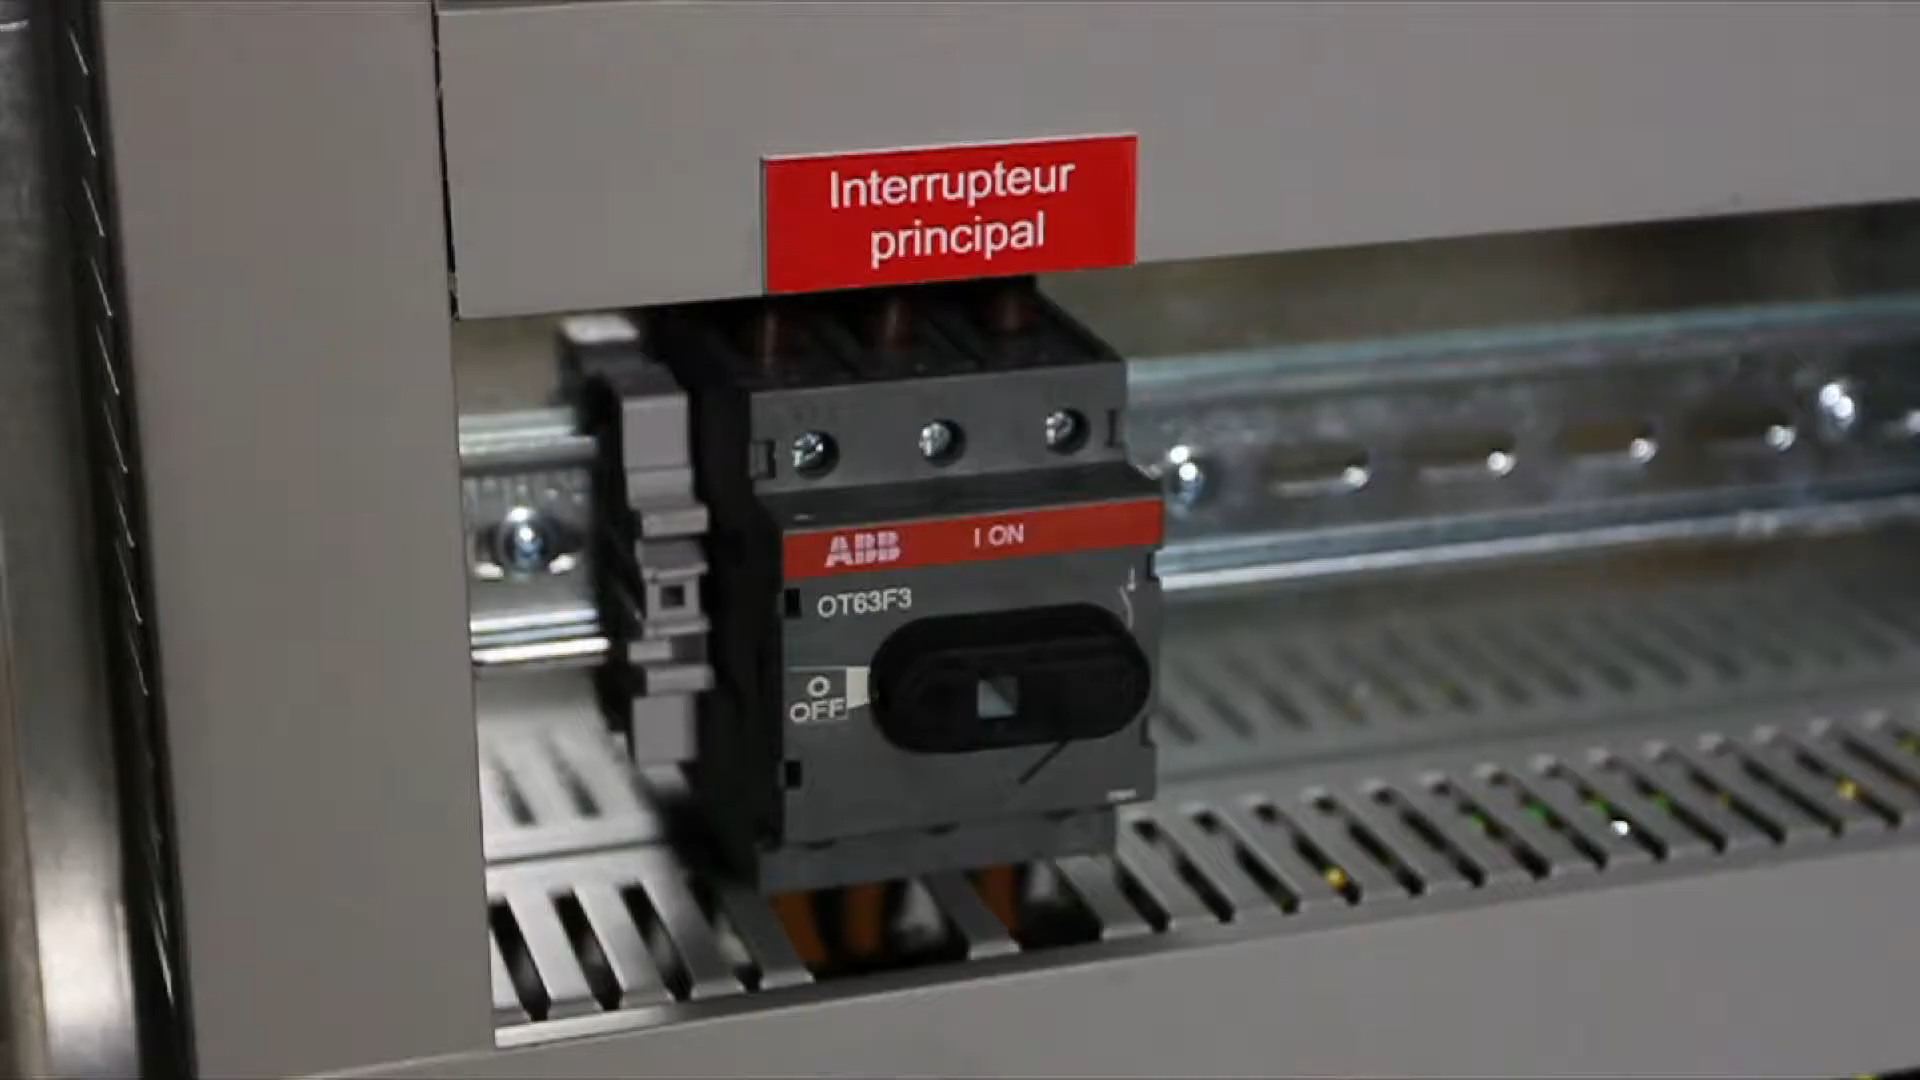 Interrupteur
principal
ABB
I ON
OT63F3
O
OFF